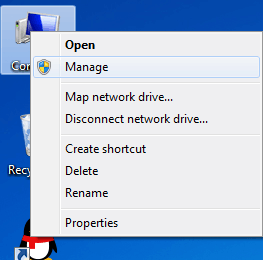 Open
Manage
Map network drive...
Disconnect network drive...
Create shortcut
Delete
Rename
Properties